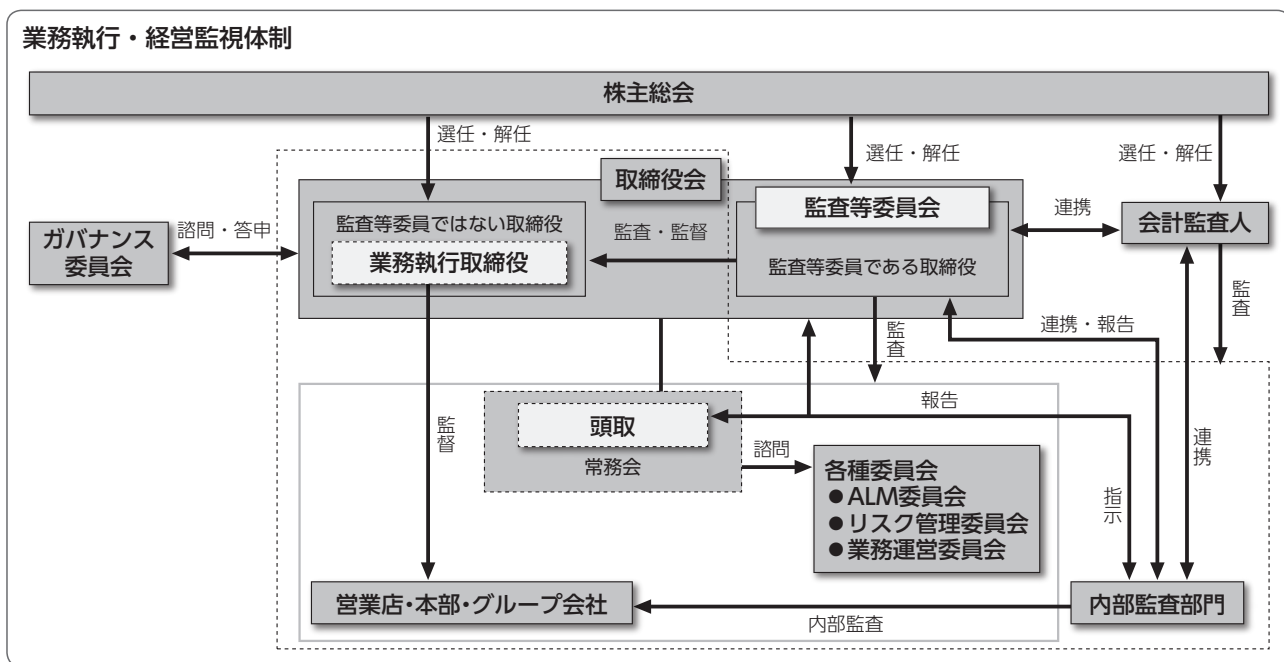 業務執行・経営監視体制
株主総会
選任・解任
選任・解任
選任・解任
取締役会
監査等委員ではない取締役
業務執行取締役
監査・監督
監査等委員会
監査等委員である取締役
連携
会計監査人
ガバナンス
委員会
諮問・答申
監査
監査
連携・報告
監督
頭取
常務会
報告
諮問
各種委員会
●ALM委員会
●リスク管理委員会
●業務運営委員会
指示
連携
営業店・本部・グループ会社
内部監査
内部監査部門